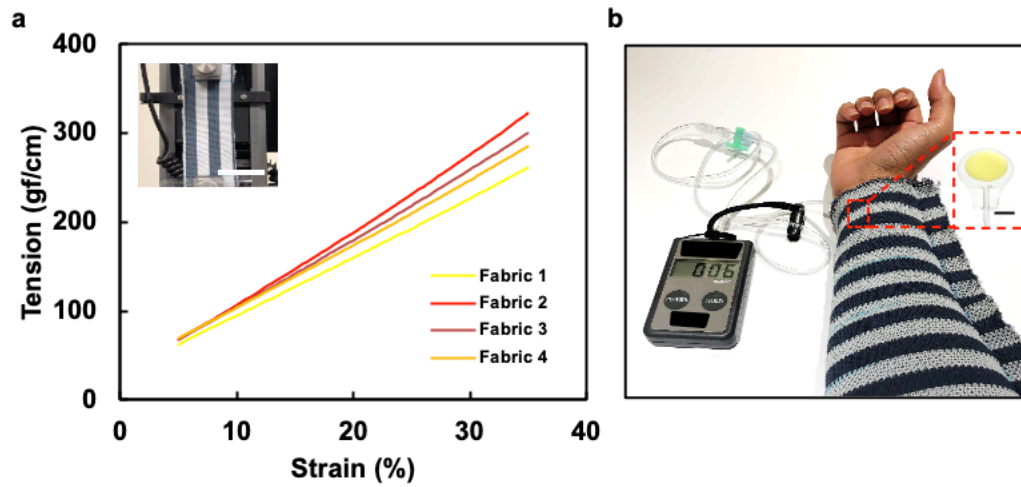 a
400
300
200
100
0
0 10 20 30 40
Tension (gf/cm)
Strain (%)
Fabric 1
Fabric 2
Fabric 3
Fabric 4
b
006